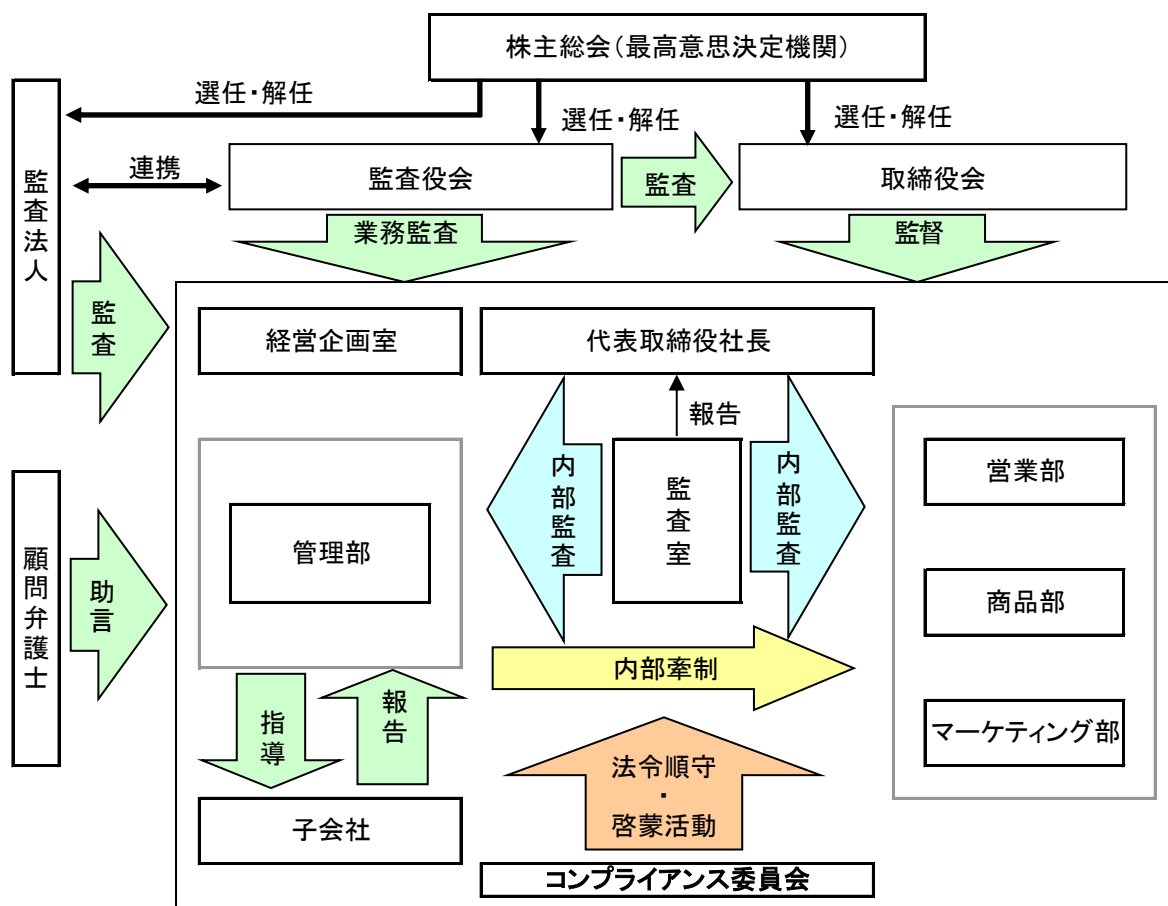 株主総会（最高意思決定機関）
選任・解任
選任・解任
選任・解任
監査法人
連携
監査役会
監査
取締役会
業務監査
監督
監査
経営企画室
代表取締役社長
報告
内部監査
監査室
内部監査
営業部
顧問弁護士
助言
管理部
商品部
内部牽制
マーケティング部
指導
報告
法令順守
・
啓蒙活動
子会社
コンプライアンス委員会